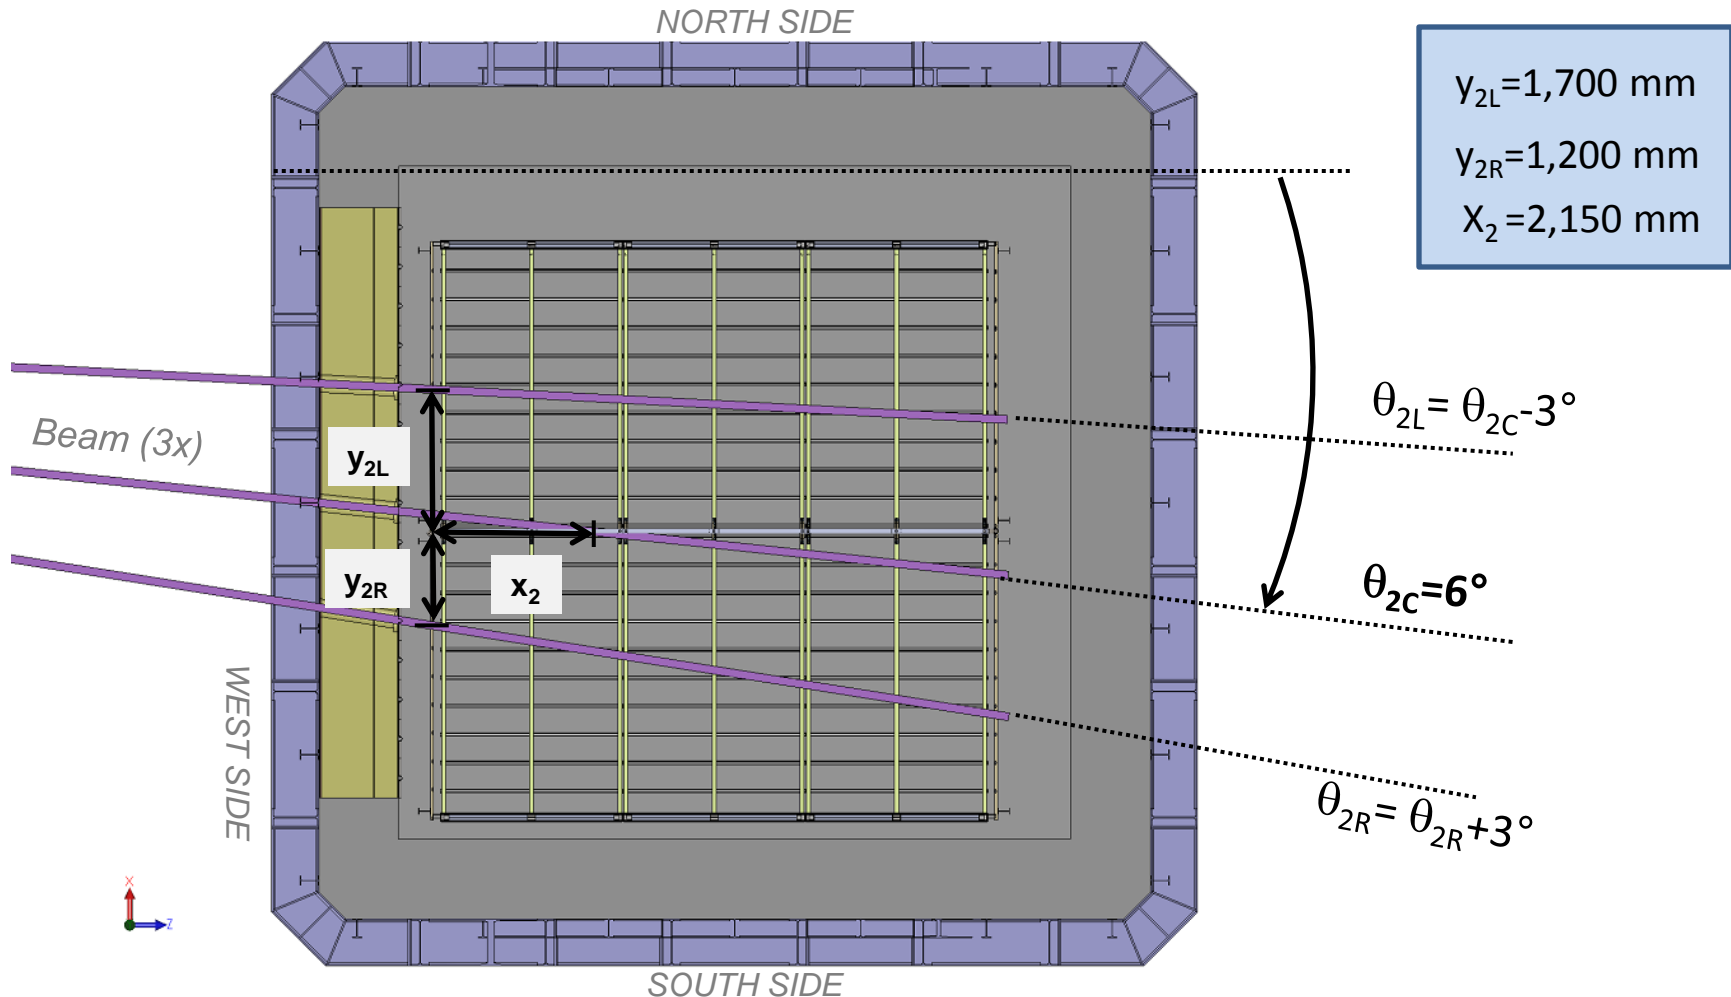 NORTH SIDE
y2L=1,700 mm
y2R=1,200 mm
X2 =2,150 mm
Beam (3x)
y2L
y2R
x2
θ2L= θ2C-3°
θ2C=6°
θ2R= θ2R+3°
WEST SIDE
X
Z
SOUTH SIDE